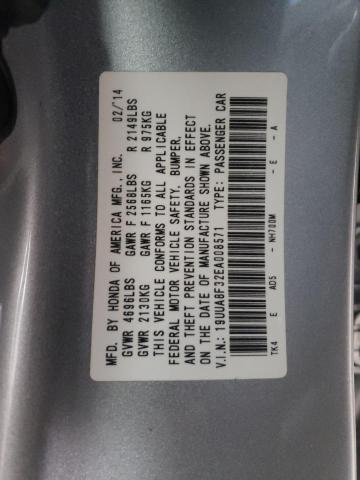 MFD. BY HONDA OF AMERICA MFG., INC. 02/'14
GVWR 4696LBS GAWR F 2566LBS R 2149LBS
GVWR 2130KG GAWR F 1165KG R 975KG
THIS VEHICLE CONFORMS TO ALL APPLICABLE
FEDERAL MOTOR VEHICLE SAFETY, BUMPER,
AND THEFT PREVENTION STANDARDS IN EFFECT
ON THE DATE OF MANUFACTURE SHOWN ABOVE.
V.I.N.: 19UUA8F32EA008571 TYPE: PASSENGER CAR
TK4 E AD5 - NH700M - E - A